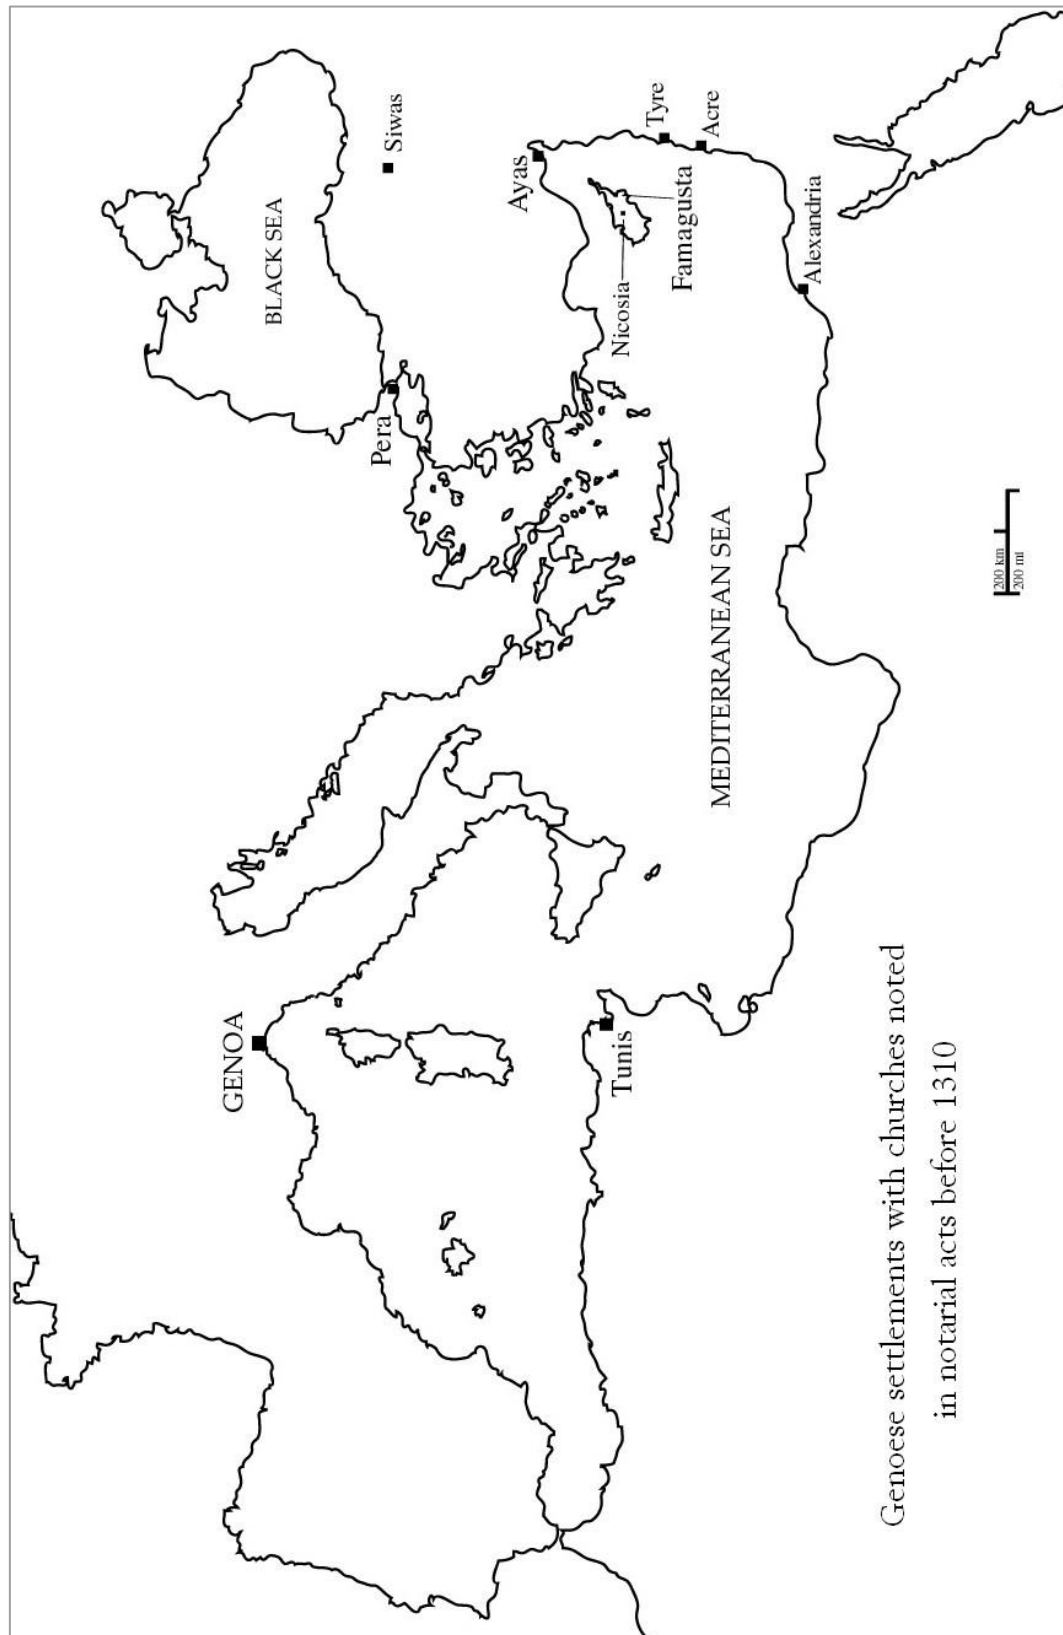 BLACK SEA
Siwas
Pera
GENOA
Ayas
Tyre
Acre
Nicosia
Famagusta
Alexandria
Tunis
MEDITERRANEAN SEA
200 km
200 mi
Genoese settlements with churches noted
in notarial acts before 1310